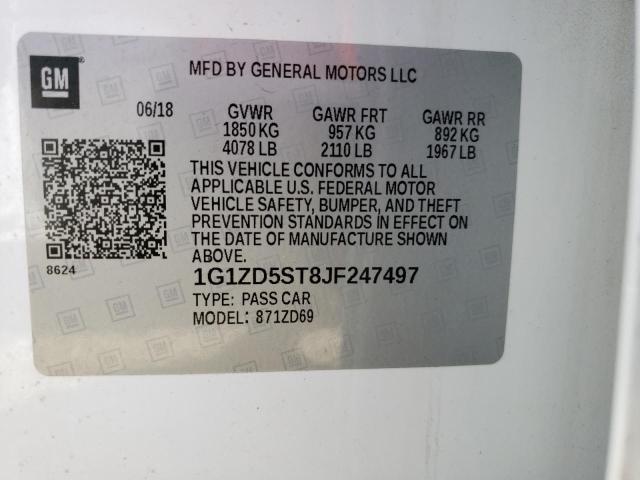 GM
MFD BY GENERAL MOTORS LLC
06/18 GVWR GAWR FRT GAWR RR
1850 KG 957 KG 892 KG
4078 LB 2110 LB 1967 LB
THIS VEHICLE CONFORMS TO ALL
APPLICABLE U.S. FEDERAL MOTOR
VEHICLE SAFETY, BUMPER, AND THEFT
PREVENTION STANDARDS IN EFFECT ON
THE DATE OF MANUFACTURE SHOWN
ABOVE.
8624
1G1ZD5ST8JF247497
TYPE: PASS CAR
MODEL: 871ZD69